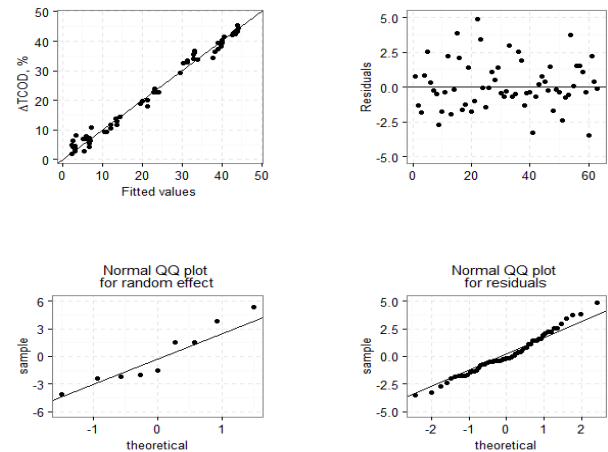 50
40
30
20
10
0
ΔTCOD, %
0 10 20 30 40 50
Fitted values
5.0
2.5
0.0
-2.5
-5.0
Residuals
0 20 40 60
Normal QQ plot
for random effect
6
3
0
-3
-6
sample
-1 0 1
theoretical
Normal QQ plot
for residuals
5.0
2.5
0.0
-2.5
-5.0
sample
-2 -1 0 1 2
theoretical